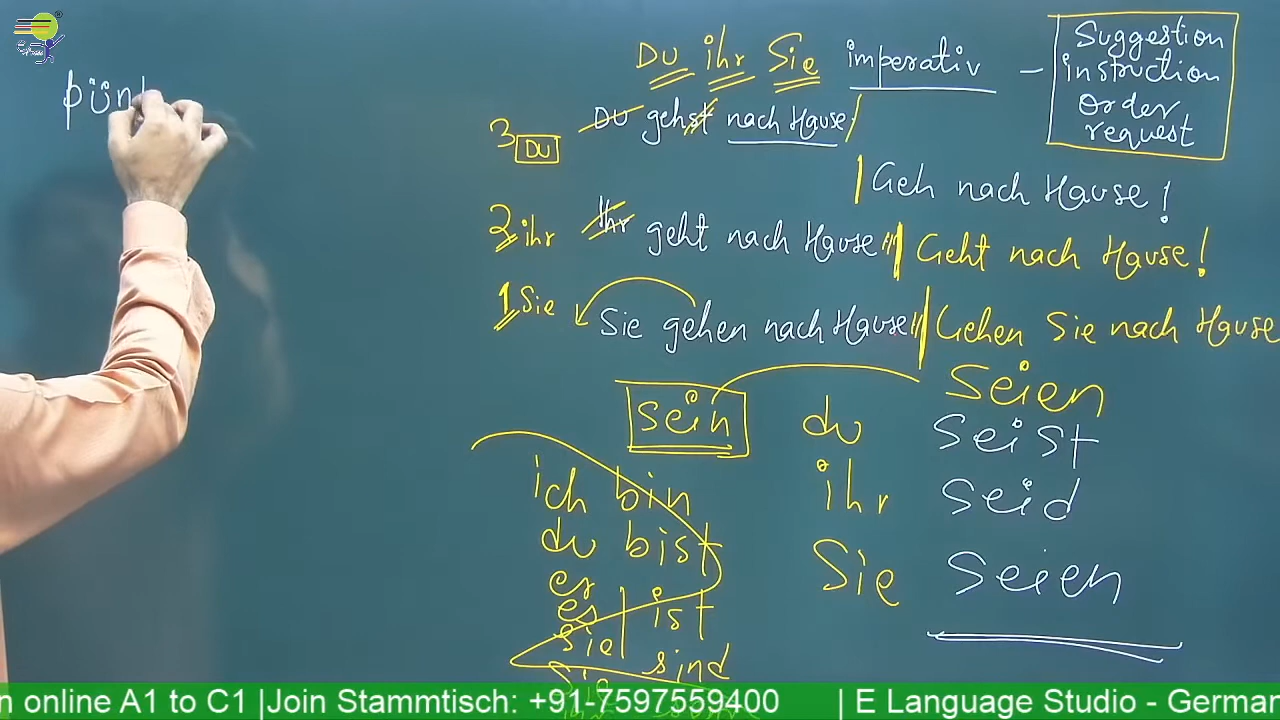 pün
Du ihr Sie imperativ –
Suggestion
instruction
order
request
3 Du Du gehst nach Hause
Geh nach Hause!
2 ihr Ihr geht nach Hause Geht nach Hause!
1 Sie Sie gehen nach Hause Gehen Sie nach Hause
sein seien
du seist
ihr seid
Sie seien
ich bin
du bist
er
es ist
sie
sind
n online A1 to C1 |Join Stammtisch: +91-7597559400 | E Language Studio - German